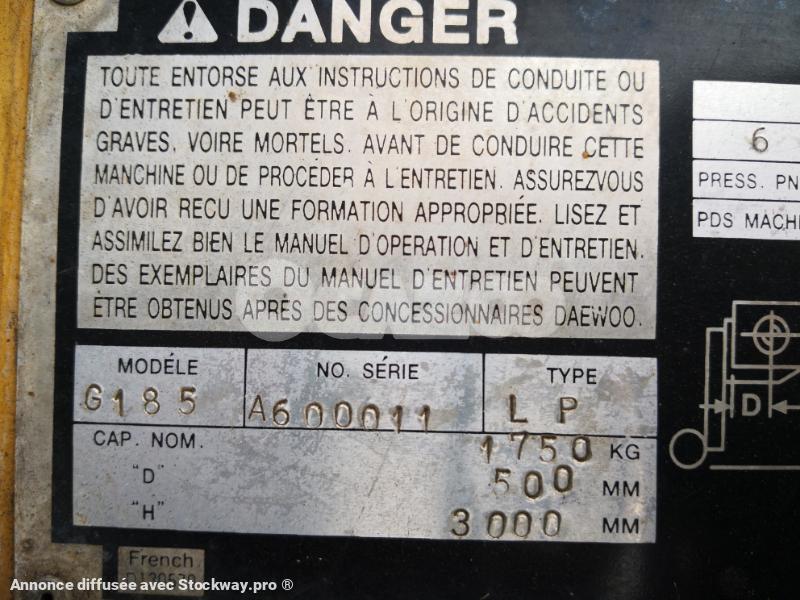 DANGER
TOUTE ENTORSE AUX INSTRUCTIONS DE CONDUITE OU
D'ENTRETIEN PEUT ÊTRE À L'ORIGINE D'ACCIDENTS
GRAVES, VOIRE MORTELS. AVANT DE CONDUIRE CETTE
MANCHINE OU DE PROCÉDER À L'ENTRETIEN. ASSUREZVOUS
D'AVOIR RECU UNE FORMATION APPROPRIÉE. LISEZ ET
ASSIMILEZ BIEN LE MANUEL D'OPERATION ET D'ENTRETIEN.
DES EXEMPLAIRES DU MANUEL D'ENTRETIEN PEUVENT
ÊTRE OBTENUS APRÈS DES CONCESSIONNAIRES DAEWOO.
6
PRESS. PN
PDS MACHI
MODÉLE NO. SÉRIE TYPE
G185 A600011 LP
CAP. NOM. 1750 KG
"D" 500 MM
"H" 3000 MM
D
French
Annonce diffusée avec Stockway.pro ®